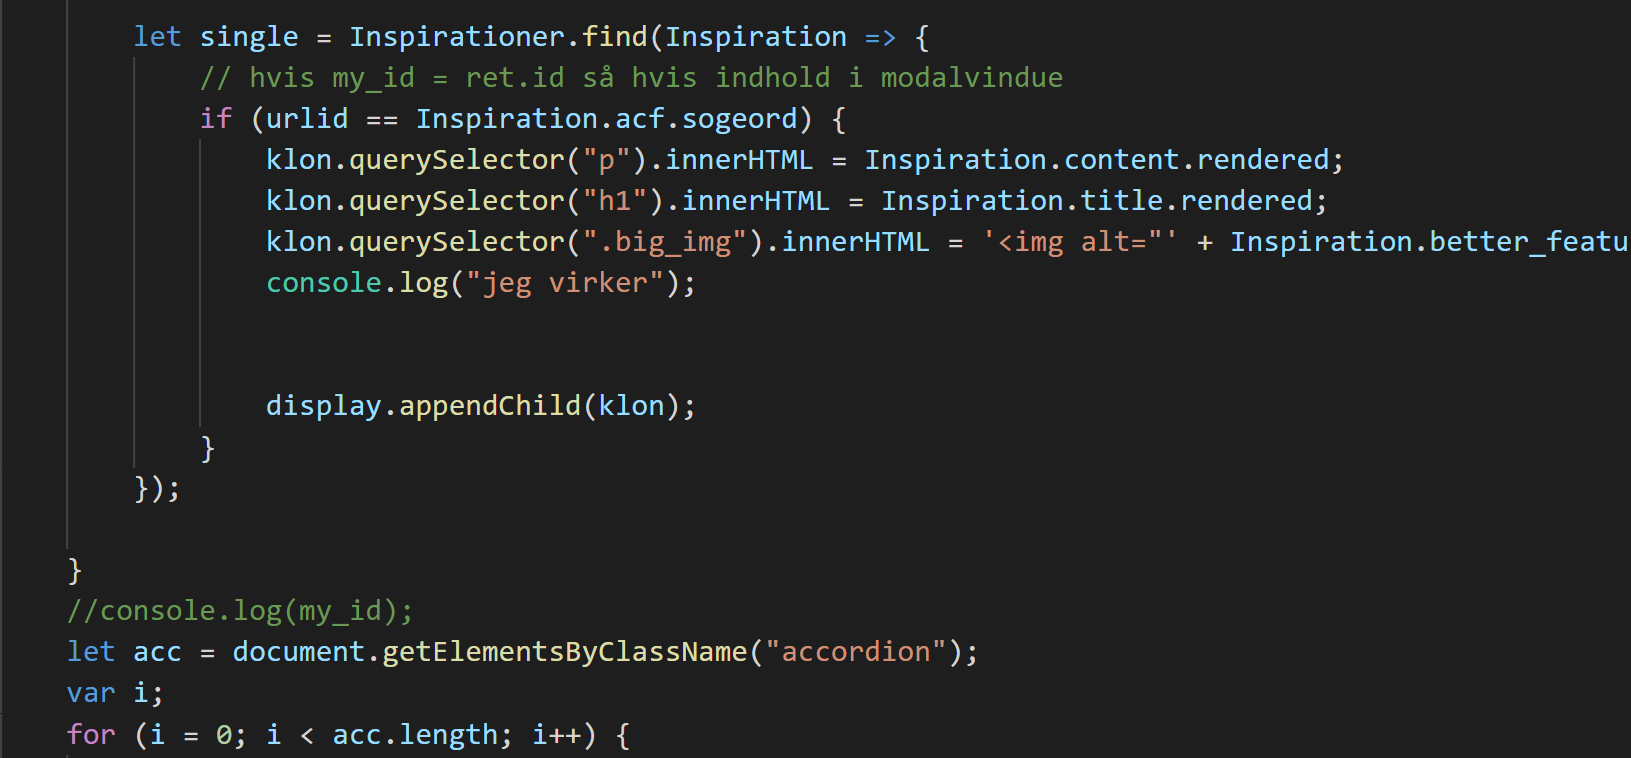 let single = Inspirationer.find(Inspiration => {
// hvis my_id = ret.id så hvis indhold i modalvindue
if (urlid == Inspiration.acf.sogeord) {
klon.querySelector("p").innerHTML = Inspiration.content.rendered;
klon.querySelector("h1").innerHTML = Inspiration.title.rendered;
klon.querySelector(".big_img").innerHTML = '<img alt="' + Inspiration.better_featu
console.log("jeg virker");
display.appendChild(klon);
}
});
}
//console.log(my_id);
let acc = document.getElementsByClassName("accordion");
var i;
for (i = 0; i < acc.length; i++) {